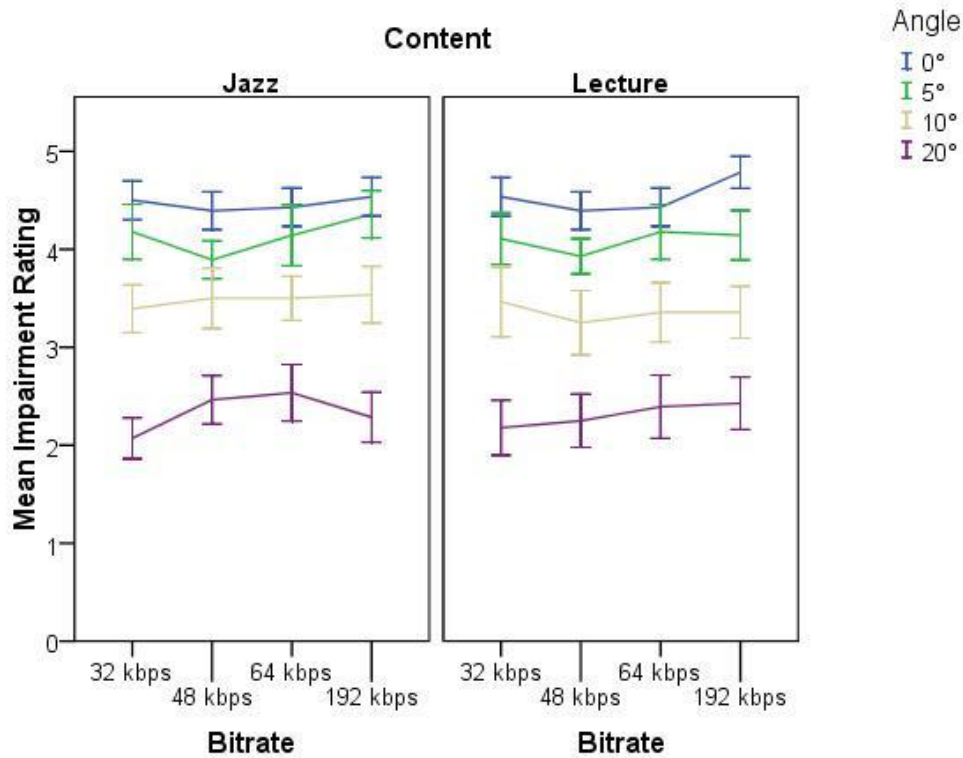 Content
Jazz
Lecture
Angle
0°
5°
10°
20°
Mean Impairment Rating
5
4
3
2
1
0
32 kbps
48 kbps
64 kbps
192 kbps
32 kbps
48 kbps
64 kbps
192 kbps
Bitrate
Bitrate